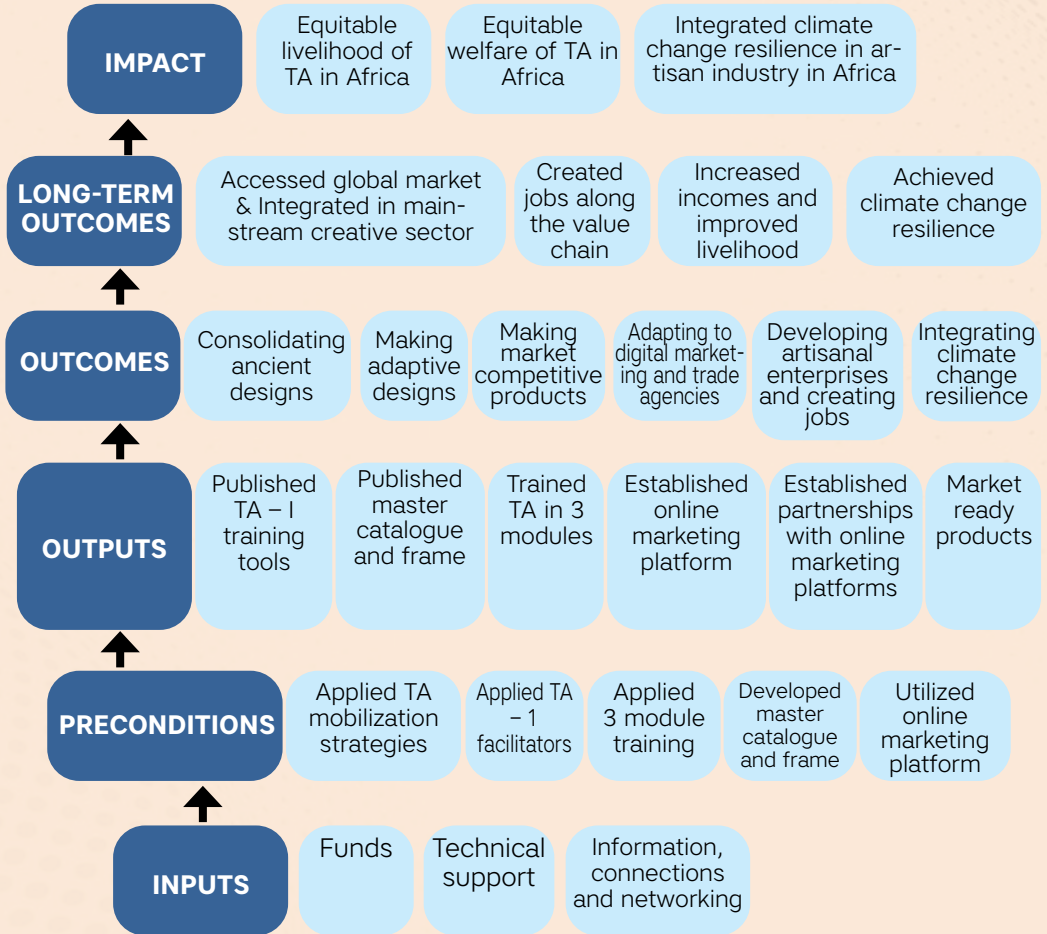 IMPACT
Equitable
livelihood of
TA in Africa
Equitable
welfare of TA in
Africa
Integrated climate
change resilience in ar-
tisan industry in Africa
LONG-TERM
OUTCOMES
Accessed global market
& Integrated in main-
stream creative sector
Created
jobs along
the value
chain
Increased
incomes and
improved
livelihood
Achieved
climate change
resilience
OUTCOMES
Consolidating
ancient
designs
Making
adaptive
designs
Making
market
competitive
products
Adapting to
digital market-
ing and trade
agencies
Developing
artisanal
enterprises
and creating
jobs
Integrating
climate
change
resilience
OUTPUTS
Published
TA – I
training
tools
Published
master
catalogue
and frame
Trained
TA in 3
modules
Established
online
marketing
platform
Established
partnerships
with online
marketing
platforms
Market
ready
products
PRECONDITIONS
Applied TA
mobilization
strategies
Applied TA
– 1
facilitators
Applied
3 module
training
Developed
master
catalogue
and frame
Utilized
online
marketing
platform
INPUTS
Funds
Technical
support
Information,
connections
and networking